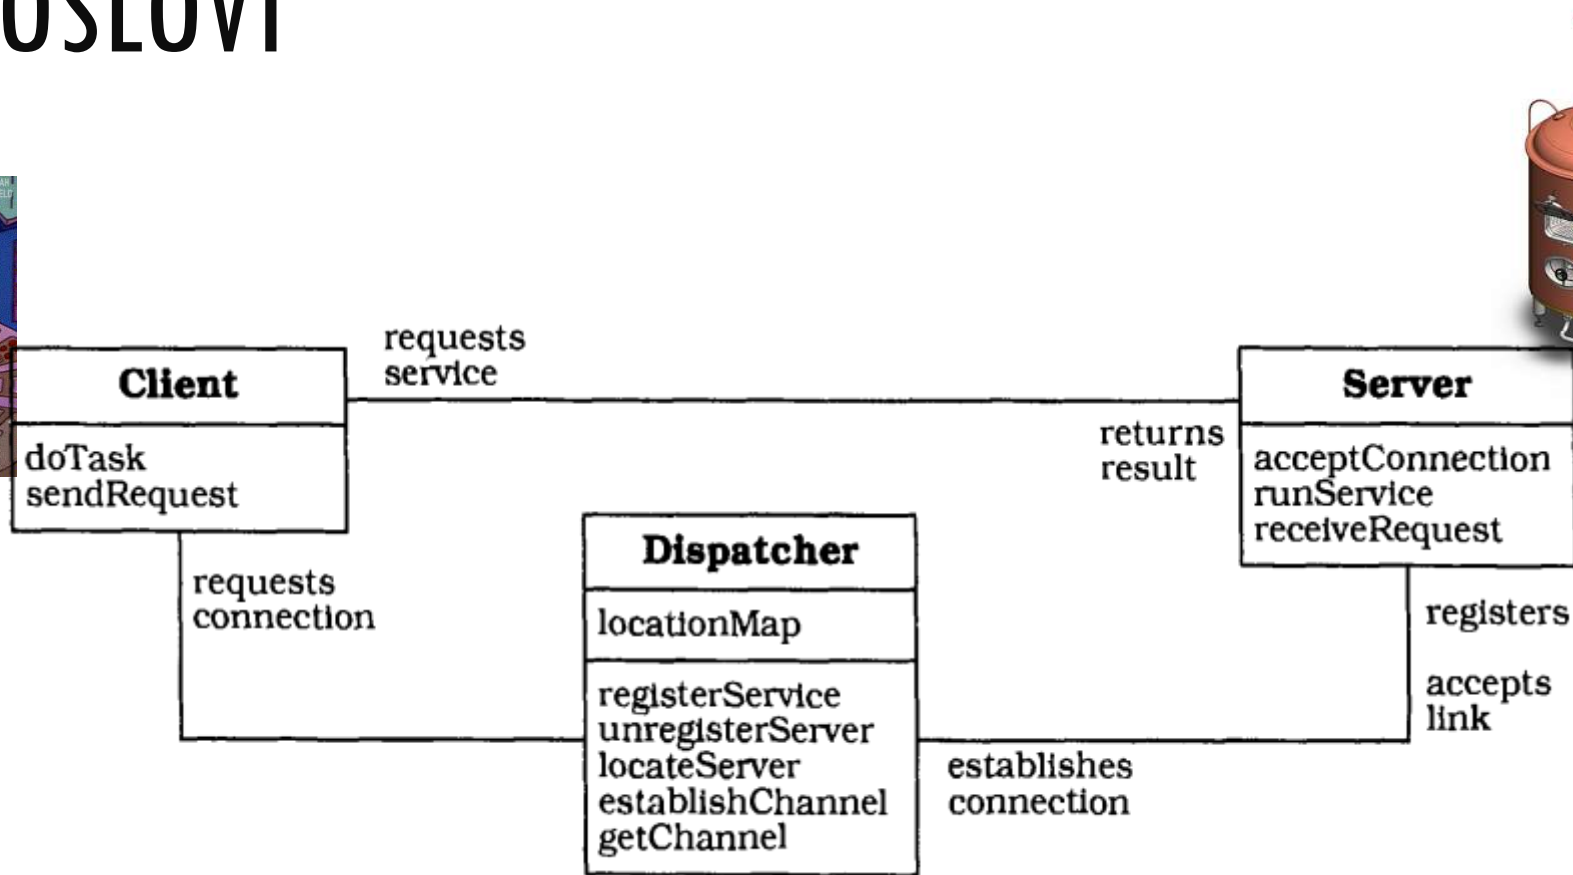 OSLOVI
requests
service
Client
doTask
sendRequest
Server
returns
result
acceptConnection
runService
receiveRequest
requests
connection
Dispatcher
locationMap
registerService
unregisterServer
locateServer
establishChannel
getChannel
registers
accepts
link
establishes
connection